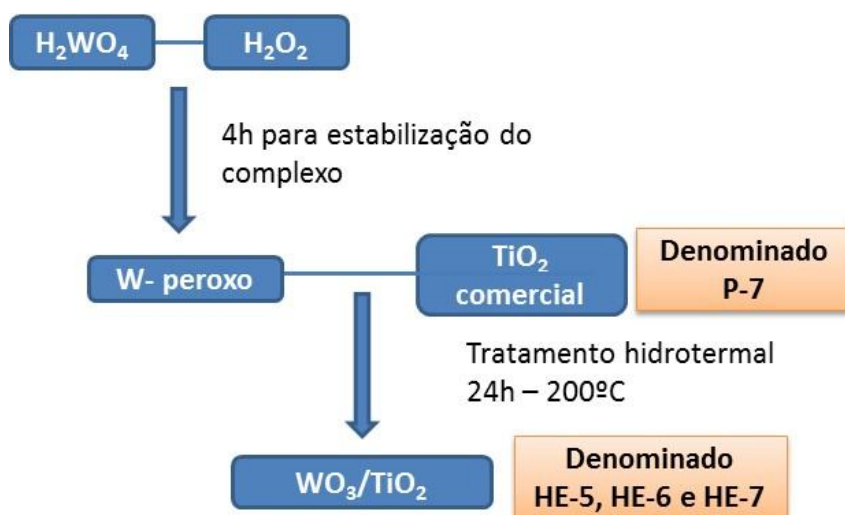 H₂WO₄ H₂O₂
4h para estabilização do
complexo
W- peroxo
TiO₂
comercial
Denominado
P-7
Tratamento hidrotermal
24h – 200ºC
WO₃/TiO₂
Denominado
HE-5, HE-6 e HE-7